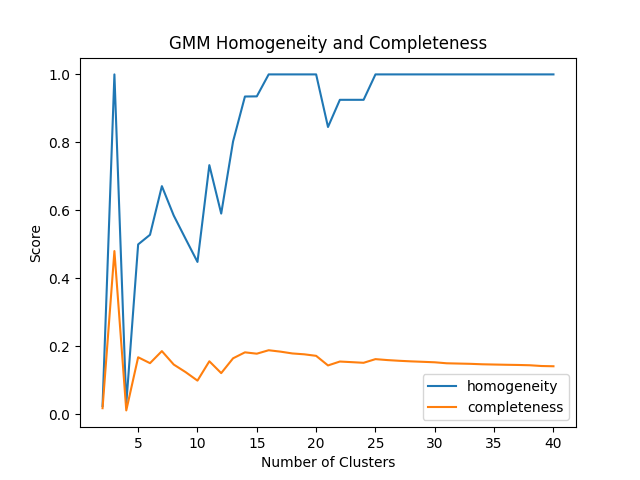 GMM Homogeneity and Completeness
Score
1.0
0.8
0.6
0.4
0.2
0.0
homogeneity
completeness
5 10 15 20 25 30 35 40
Number of Clusters